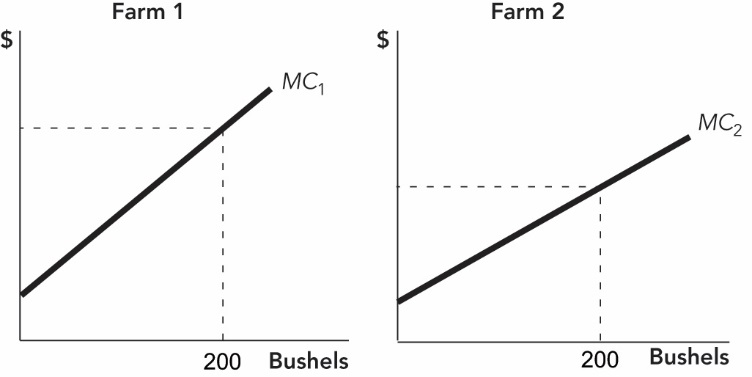 Farm 1
$
MC₁
200
Bushels
Farm 2
$
MC₂
200
Bushels